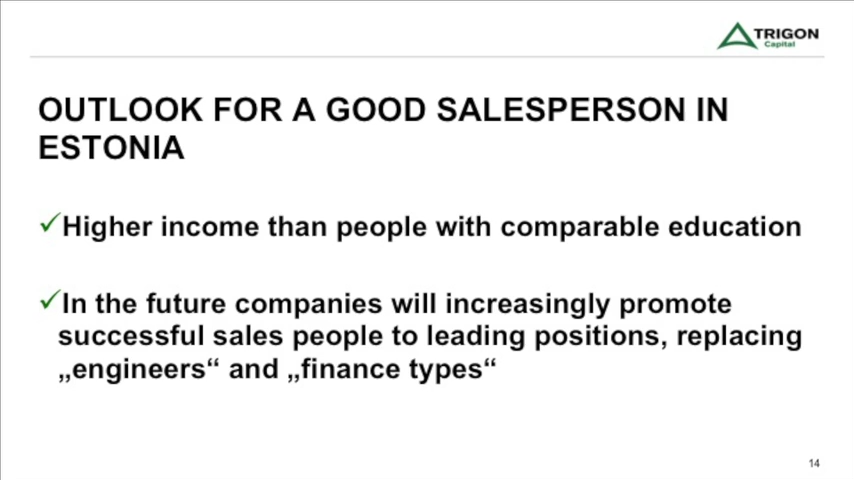 TRIGON
Capital
OUTLOOK FOR A GOOD SALESPERSON IN
ESTONIA
✓Higher income than people with comparable education
✓In the future companies will increasingly promote
successful sales people to leading positions, replacing
„engineers“ and „finance types“
14